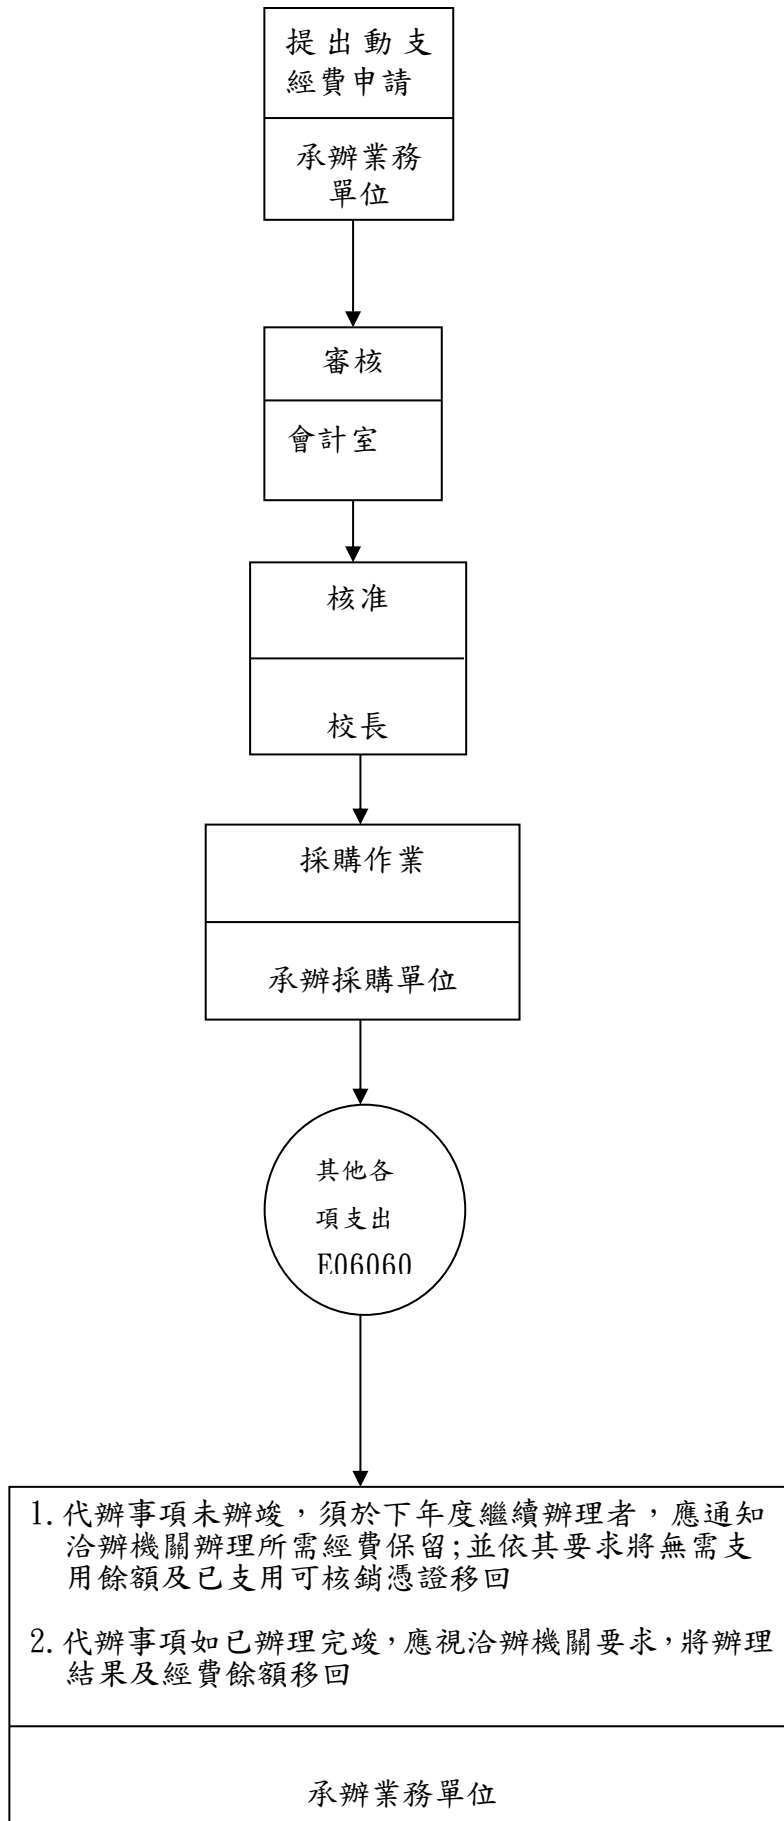 提出動支
經費申請
承辦業務
單位
審核
會計室
核准
校長
採購作業
承辦採購單位
其他各
項支出
E06060
1. 代辦事項未辦竣，須於下年度繼續辦理者，應通知
洽辦機關辦理所需經費保留;並依其要求將無需支
用餘額及已支用可核銷憑證移回
2. 代辦事項如已辦理完竣，應視洽辦機關要求，將辦理
結果及經費餘額移回
承辦業務單位